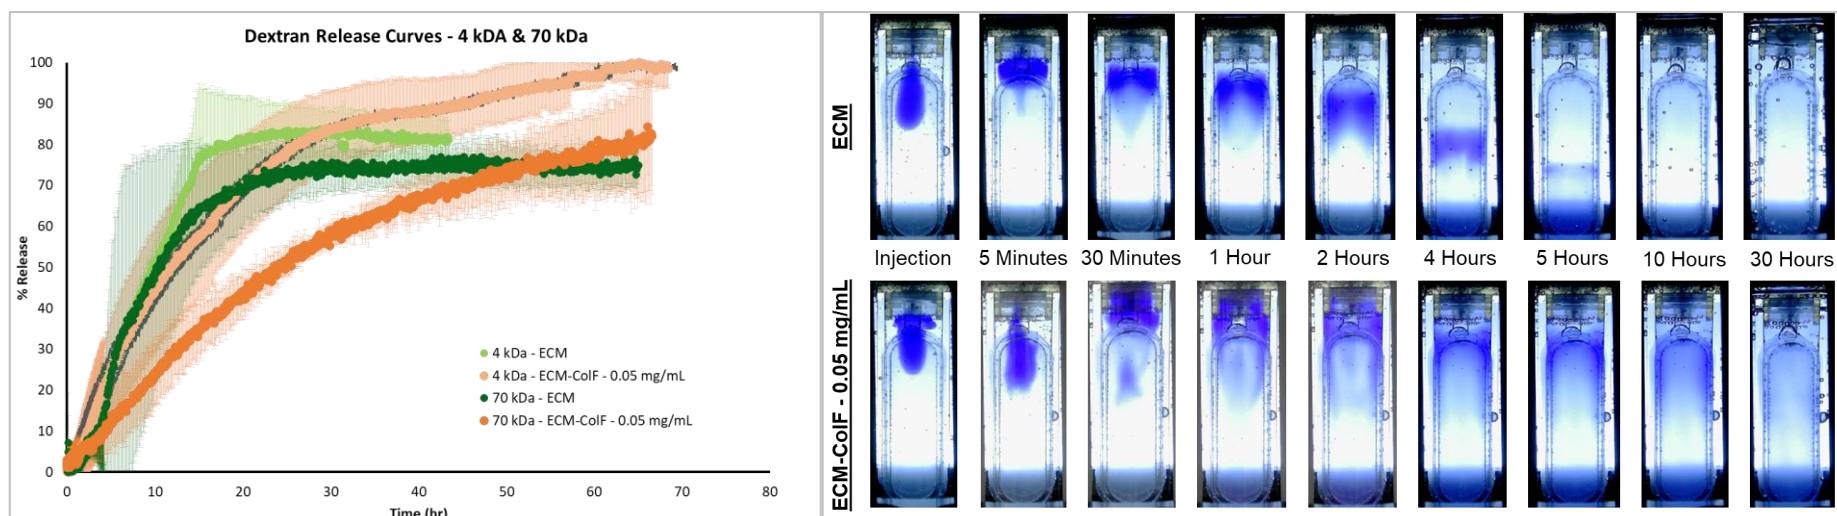 Dextran Release Curves - 4 kDA & 70 kDa
100
90
80
70
60
50
40
30
20
10
0
% Release
0 10 20 30 40 50 60 70 80
Time (hr)
4 kDa - ECM
4 kDa - ECM-ColF - 0.05 mg/mL
70 kDa - ECM
70 kDa - ECM-ColF - 0.05 mg/mL
ECM
Injection 5 Minutes 30 Minutes 1 Hour 2 Hours 4 Hours 5 Hours 10 Hours 30 Hours
ECM-ColF - 0.05 mg/mL